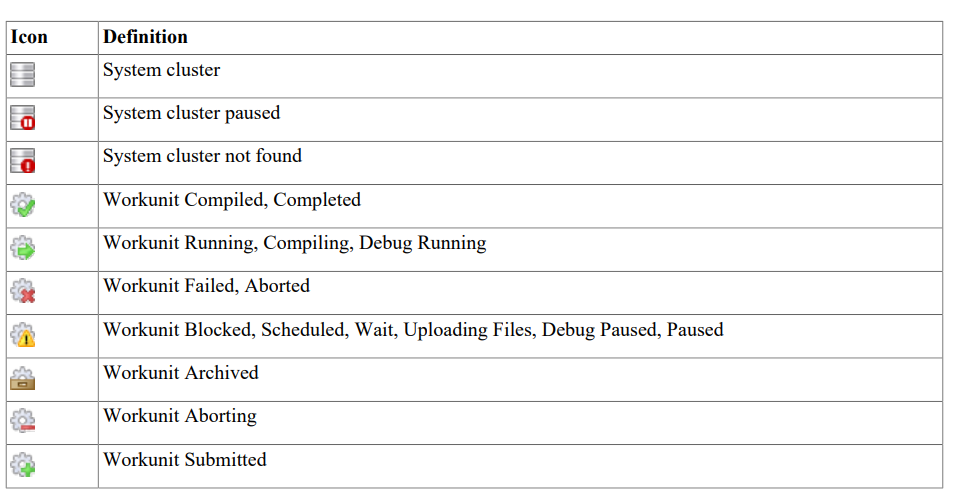 Icon Definition
System cluster
System cluster paused
System cluster not found
Workunit Compiled, Completed
Workunit Running, Compiling, Debug Running
Workunit Failed, Aborted
Workunit Blocked, Scheduled, Wait, Uploading Files, Debug Paused, Paused
Workunit Archived
Workunit Aborting
Workunit Submitted